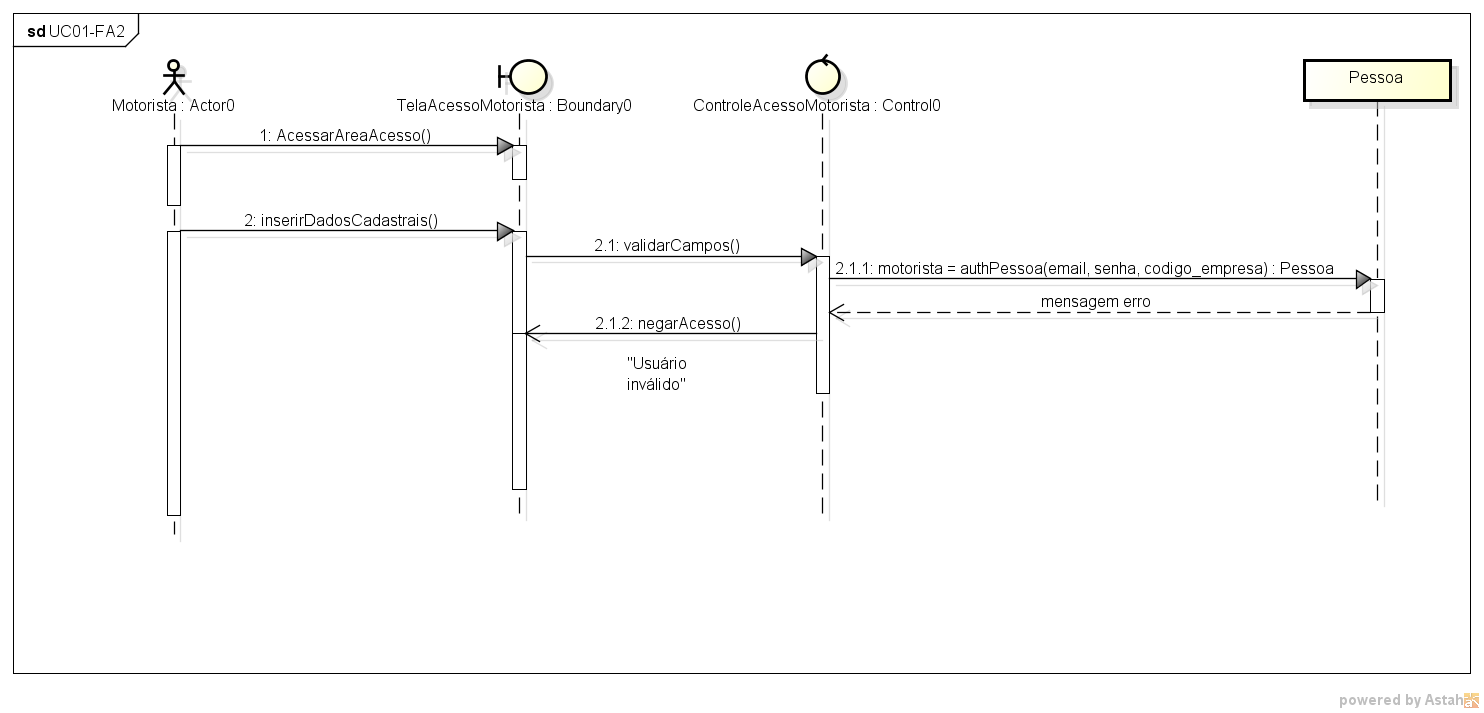 sd UC01-FA2
Motorista : Actor0
TelaAcessoMotorista : Boundary0
ControleAcessoMotorista : Control0
Pessoa
1: AcessarAreaAcesso()
2: inserirDadosCadastrais()
2.1: validarCampos()
2.1.1: motorista = authPessoa(email, senha, codigo_empresa) : Pessoa
mensagem erro
2.1.2: negarAcesso()
"Usuário
inválido"
powered by Astah